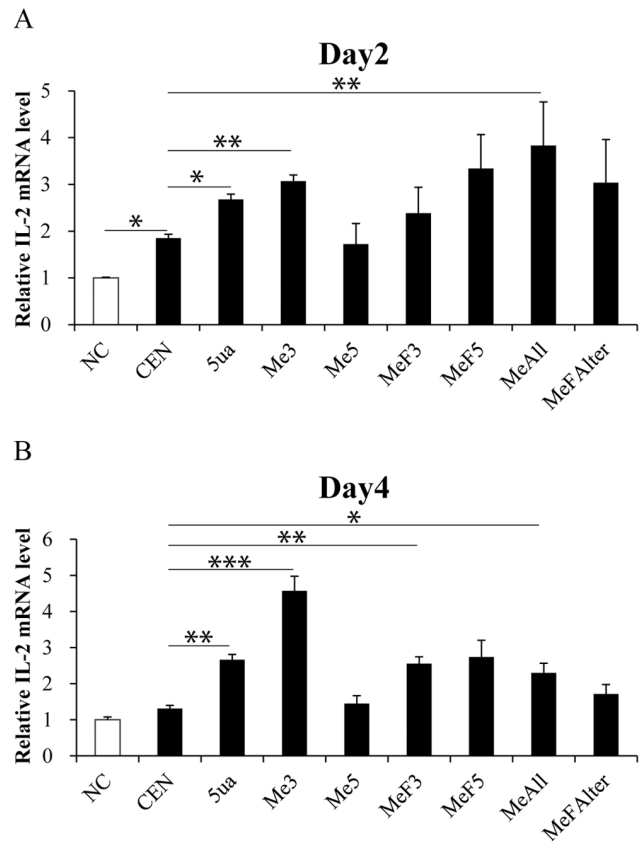 A
Day2
Relative IL-2 mRNA level
5
4
3
2
1
0
**
**
*
*
NC
CEN
5ua
Me3
Me5
MeF3
MeF5
MeAll
MeFAlter
B
Day4
Relative IL-2 mRNA level
6
5
4
3
2
1
0
*
**
***
**
NC
CEN
5ua
Me3
Me5
MeF3
MeF5
MeAll
MeFAlter